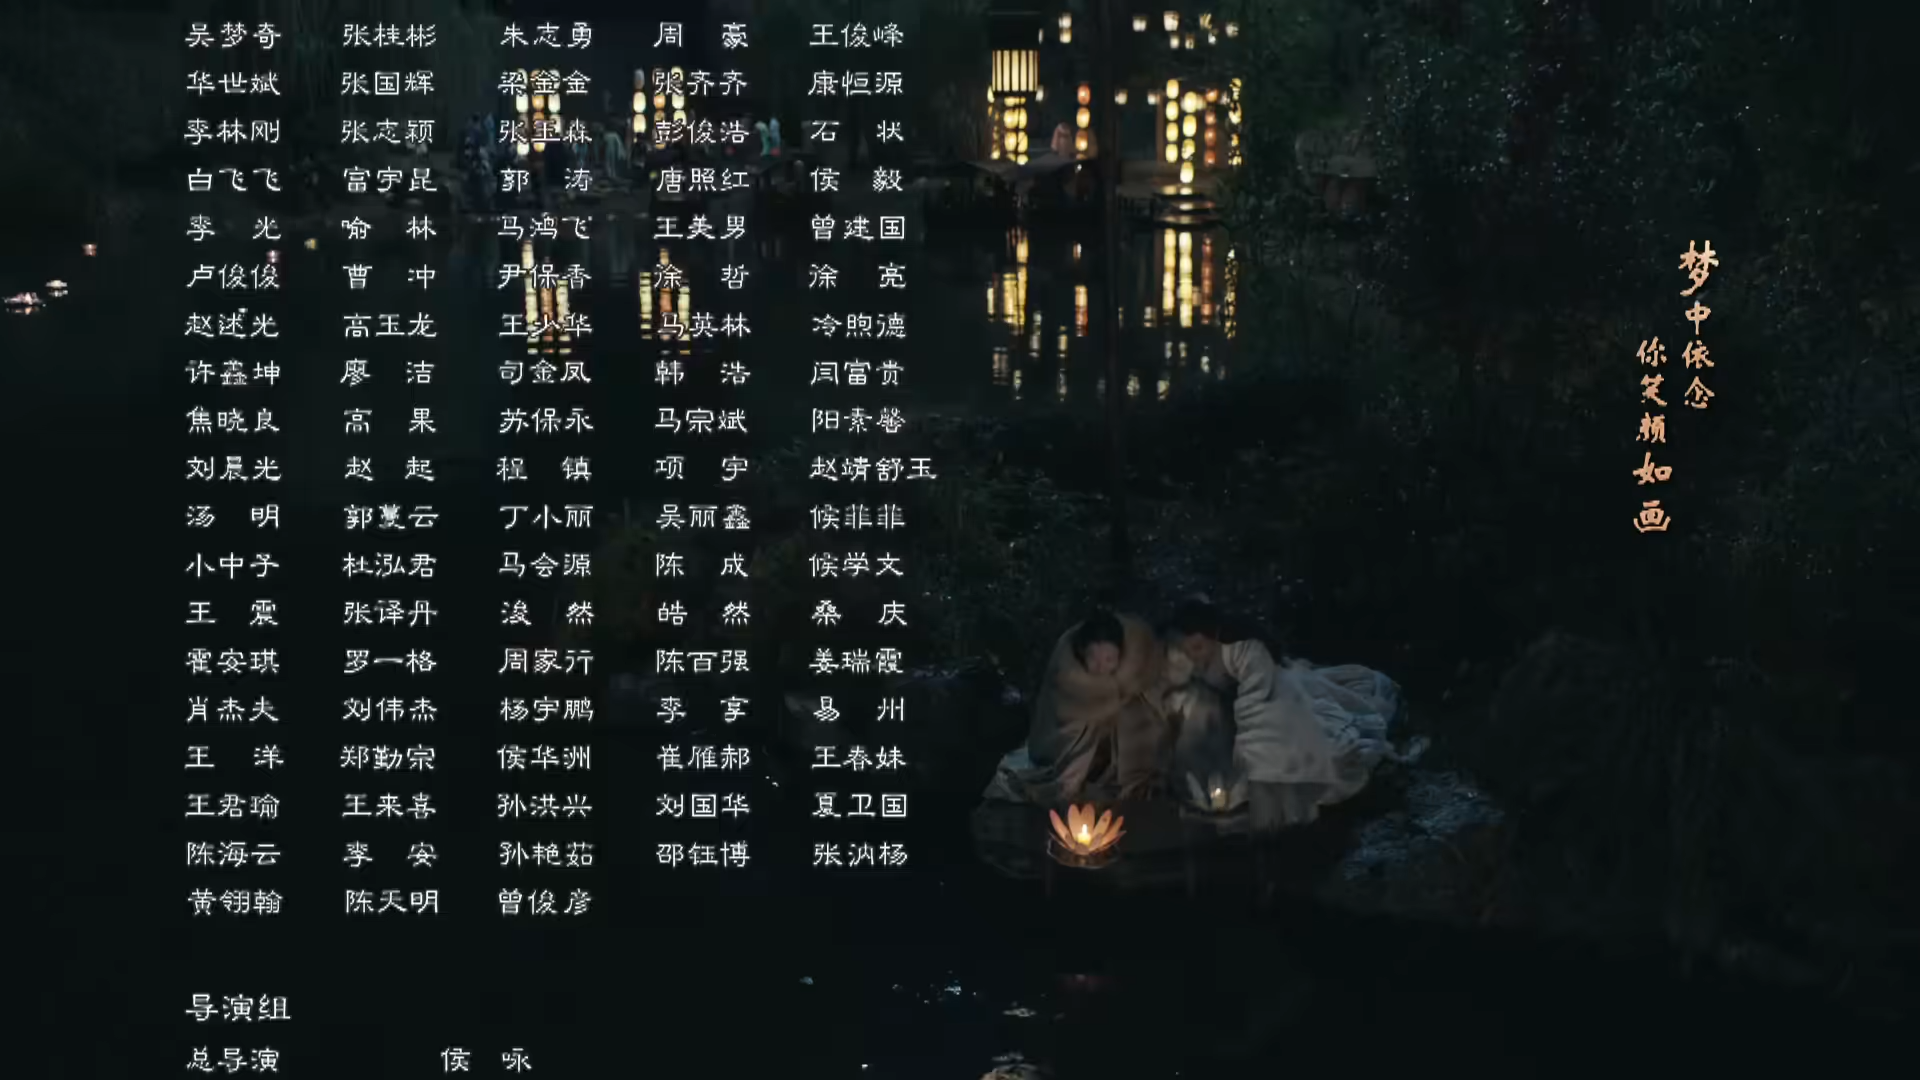 吴梦奇 张桂彬 朱志勇 周豪 王俊峰
华世斌 张国辉 梁金金 张齐齐 康恒源
李林刚 张志颖 张玉森 彭俊浩 石状
白飞飞 富宇昆 郭涛 唐照红 侯毅
李光 喻林 马鸿飞 王美男 曾建国
卢俊俊 曹冲 尹保香 涂哲 涂亮
赵述光 高玉龙 王少华 马英林 冷煦德
许鑫坤 廖洁 司金凤 韩浩 闫富贵
焦晓良 高果 苏保永 马宗斌 阳素馨
刘晨光 赵起 程镇 项宇 赵靖舒玉
汤明 郭蔓云 丁小丽 吴丽鑫 候菲菲
小中子 杜泓君 马会源 陈成 候学文
王震 张译丹 浚然 皓然 桑庆
霍安琪 罗一格 周家行 陈百强 姜瑞霞
肖杰夫 刘伟杰 杨宇鹏 李享 易州
王洋 郑勤宗 侯华洲 崔雁郝 王春妹
王君瑜 王来喜 孙洪兴 刘国华 夏卫国
陈海云 李安 孙艳茹 邵钰博 张汭杨
黄翎翰 陈天明 曾俊彦
导演组
总导演 侯咏
梦中依念
你笑颜如画